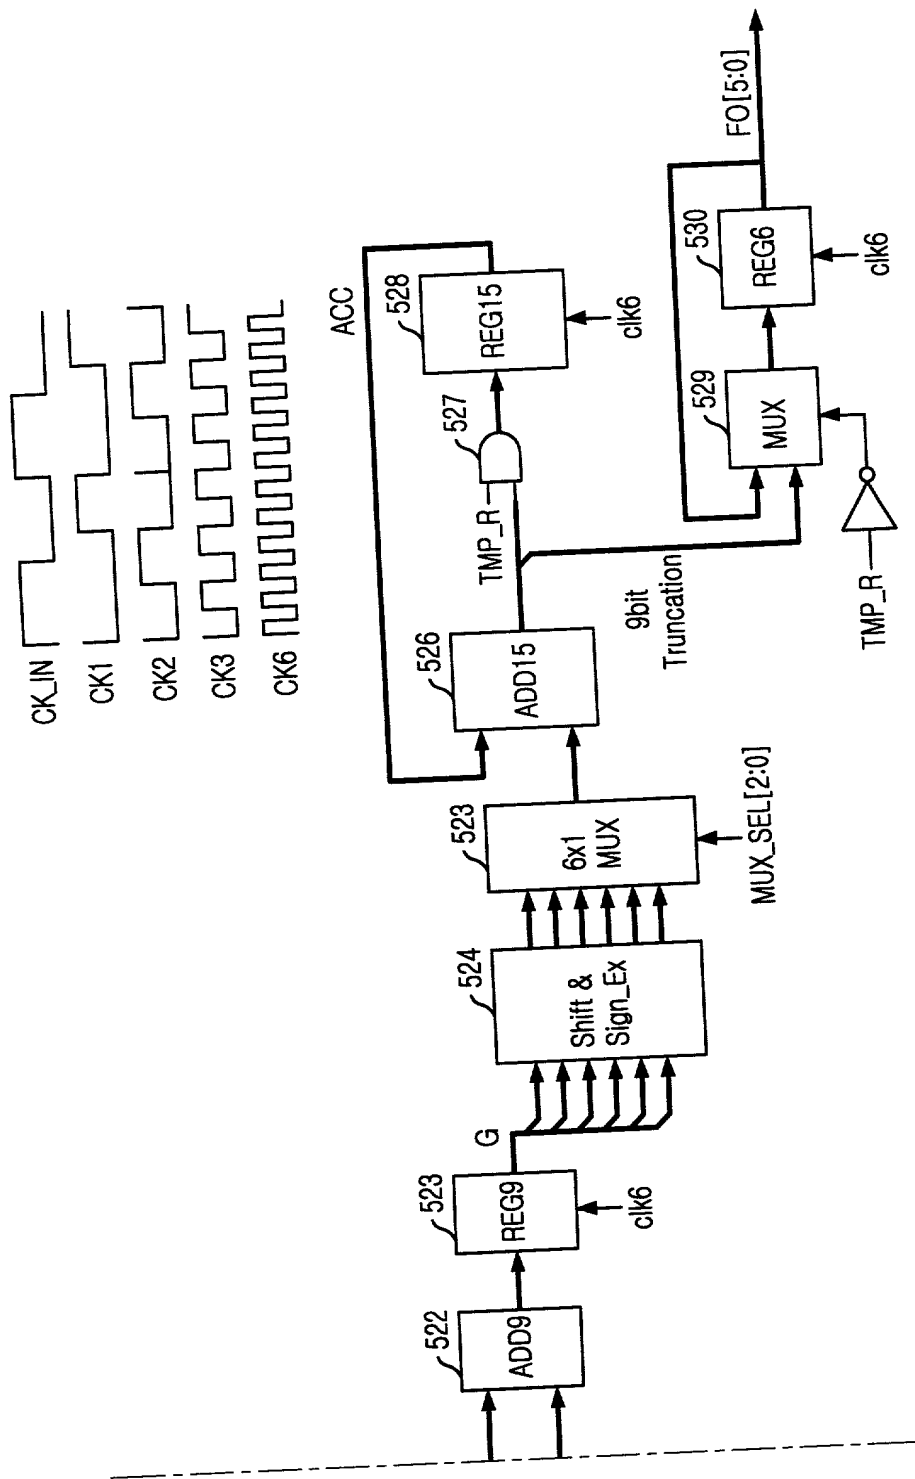 CK_IN
CK1
CK2
CK3
CK6
522
ADD9
523
REG9
clk6
G
524
Shift &
Sign_Ex
523
6x1
MUX
MUX_SEL[2:0]
526
ADD15
ACC
TMP_R
527
528
REG15
clk6
9bit
Truncation
TMP_R
529
MUX
530
REG6
clk6
FO[5:0]